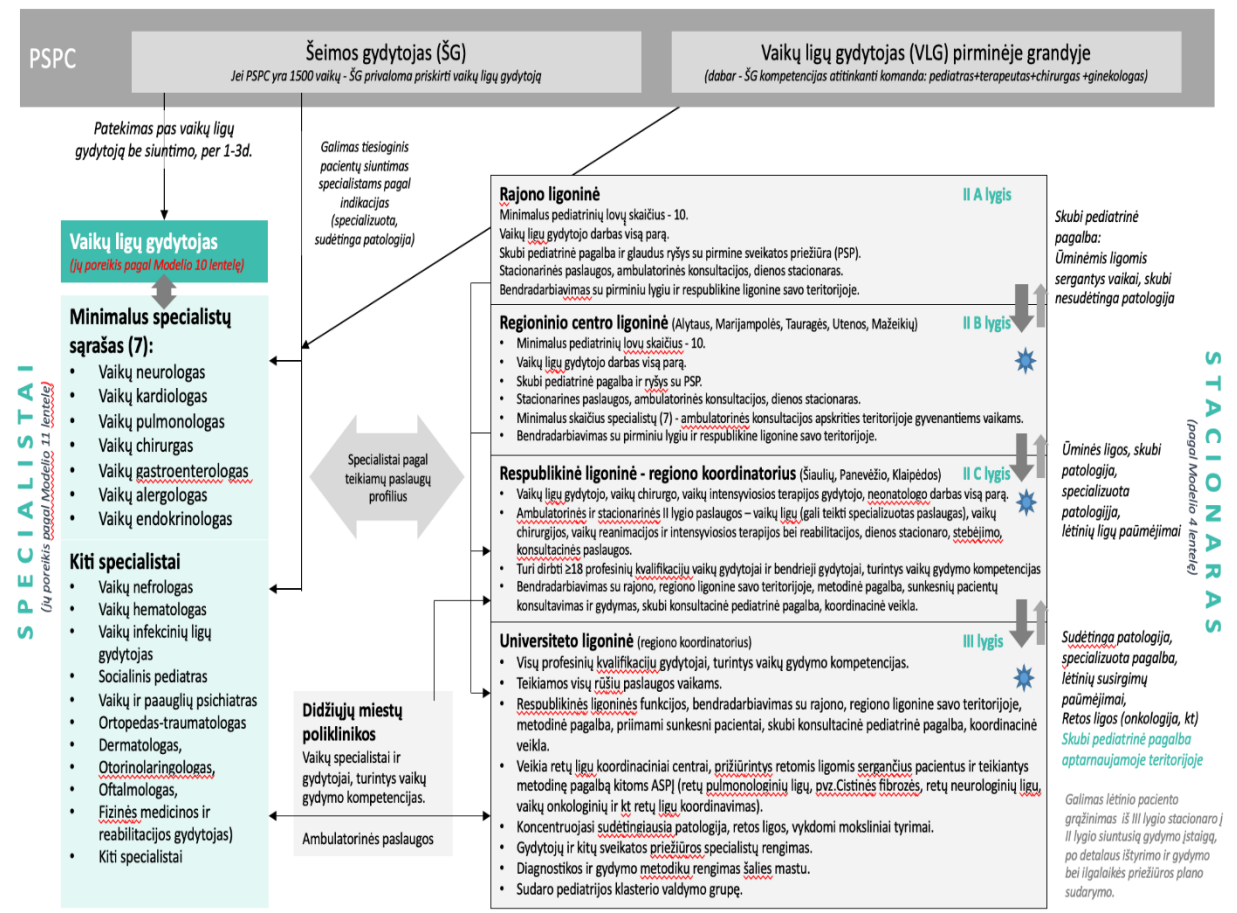 PSPC
Šeimos gydytojas (ŠG)
Jei PSPC yra 1500 vaikų - ŠG privaloma priskirti vaikų ligų gydytoją
Vaikų ligų gydytojas (VLG) pirminėje grandyje
(dabar - ŠG kompetencijas atitinkanti komanda: pediatras+terapeutas+chirurgas +ginekologas)
Patekimas pas vaikų ligų
gydytoją be siuntimo, per 1-3d.
Galimas tiesioginis
pacientų siuntimas
specialistams pagal
indikacijas
(specializuota,
sudėtinga patologija)
Vaikų ligų gydytojas
(jų poreikis pagal Modelio 10 lentelę)
Minimalus specialistų
sąrašas (7):
• Vaikų neurologas
• Vaikų kardiologas
• Vaikų pulmonologas
• Vaikų chirurgas
• Vaikų gastroenterologas
• Vaikų alergologas
• Vaikų endokrinologas
Kiti specialistai
• Vaikų nefrologas
• Vaikų hematologas
• Vaikų infekcinių ligų
gydytojas
• Socialinis pediatras
• Vaikų ir paauglių psichiatras
• Ortopedas-traumatologas
• Dermatologas,
• Otorinolaringologas,
• Oftalmologas,
• Fizinės medicinos ir
reabilitacijos gydytojas)
• Kiti specialistai
SPECIALISTAI
(jų poreikis pagal Modelio 11 lentelę)
Specialistai pagal
teikiamų paslaugų
profilius
Didžiųjų miestų
poliklinikos
Vaikų specialistai ir
gydytojai, turintys vaikų
gydymo kompetencijas.
Ambulatorinės paslaugos
Rajono ligoninė II A lygis
Minimalus pediatrinių lovų skaičius - 10.
Vaikų ligų gydytojo darbas visą parą.
Skubi pediatrinė pagalba ir glaudus ryšys su pirmine sveikatos priežiūra (PSP).
Stacionarinės paslaugos, ambulatorinės konsultacijos, dienos stacionaras.
Bendradarbiavimas su pirminiu lygiu ir respublikine ligonine savo teritorijoje.
Regioninio centro ligoninė (Alytaus, Marijampolės, Tauragės, Utenos, Mažeikių) II B lygis
• Minimalus pediatrinių lovų skaičius - 10.
• Vaikų ligų gydytojo darbas visą parą.
• Skubi pediatrinė pagalba ir ryšys su PSP.
• Stacionarines paslaugos, ambulatorinės konsultacijos, dienos stacionaras.
• Minimalus skaičius specialistų (7) - ambulatorinės konsultacijos apskrities teritorijoje gyvenantiems vaikams.
• Bendradarbiavimas su pirminiu lygiu ir respublikine ligonine savo teritorijoje.
Respublikinė ligoninė - regiono koordinatorius (Šiaulių, Panevėžio, Klaipėdos) II C lygis
• Vaikų ligų gydytojo, vaikų chirurgo, vaikų intensyviosios terapijos gydytojo, neonatologo darbas visą parą.
• Ambulatorinės ir stacionarinės II lygio paslaugos – vaikų ligų (gali teikti specializuotas paslaugas), vaikų
chirurgijos, vaikų reanimacijos ir intensyviosios terapijos bei reabilitacijos, dienos stacionaro, stebėjimo,
konsultacinės paslaugos.
• Turi dirbti ≥18 profesinių kvalifikacijų vaikų gydytojai ir bendrieji gydytojai, turintys vaikų gydymo kompetencijas
• Bendradarbiavimas su rajono, regiono ligonine savo teritorijoje, metodinė pagalba, sunkesnių pacientų
konsultavimas ir gydymas, skubi konsultacinė pediatrinė pagalba, koordinacinė veikla.
Universiteto ligoninė (regiono koordinatorius) III lygis
• Visų profesinių kvalifikacijų gydytojai, turintys vaikų gydymo kompetencijas.
• Teikiamos visų rūšių paslaugos vaikams.
• Respublikinės ligoninės funkcijos, bendradarbiavimas su rajono, regiono ligonine savo teritorijoje,
metodinė pagalba, priimami sunkesni pacientai, skubi konsultacinė pediatrinė pagalba, koordinacinė
veikla.
• Veikia retų ligų koordinaciniai centrai, prižiūrintys retomis ligomis sergančius pacientus ir teikiantys
metodinę pagalbą kitoms ASPĮ (retų pulmonologinių ligų, pvz.Cistinės fibrozės, retų neurologinių ligų,
vaikų onkologinių ir kt retų ligų koordinavimas).
• Koncentruojasi sudėtingiausia patologija, retos ligos, vykdomi moksliniai tyrimai.
• Gydytojų ir kitų sveikatos priežiūros specialistų rengimas.
• Diagnostikos ir gydymo metodikų rengimas šalies mastu.
• Sudaro pediatrijos klasterio valdymo grupę.
Skubi pediatrinė
pagalba:
Ūminėmis ligomis
sergantys vaikai, skubi
nesudėtinga patologija
Ūminės ligos, skubi
patologija,
specializuota
patologijja,
lėtinių ligų paūmėjimai
Sudėtinga patologija,
specializuota pagalba,
lėtinių susirgimų
paūmėjimai,
Retos ligos (onkologija, kt)
Skubi pediatrinė pagalba
aptarnaujamoje teritorijoje
Galimas lėtinio paciento
grąžinimas iš III lygio stacionaro į
II lygio siuntusią gydymo įstaigą,
po detalaus ištyrimo ir gydymo
bei ilgalaikės priežiūros plano
sudarymo.
STACIONARAS
(pagal Modelio 4 lentelę)